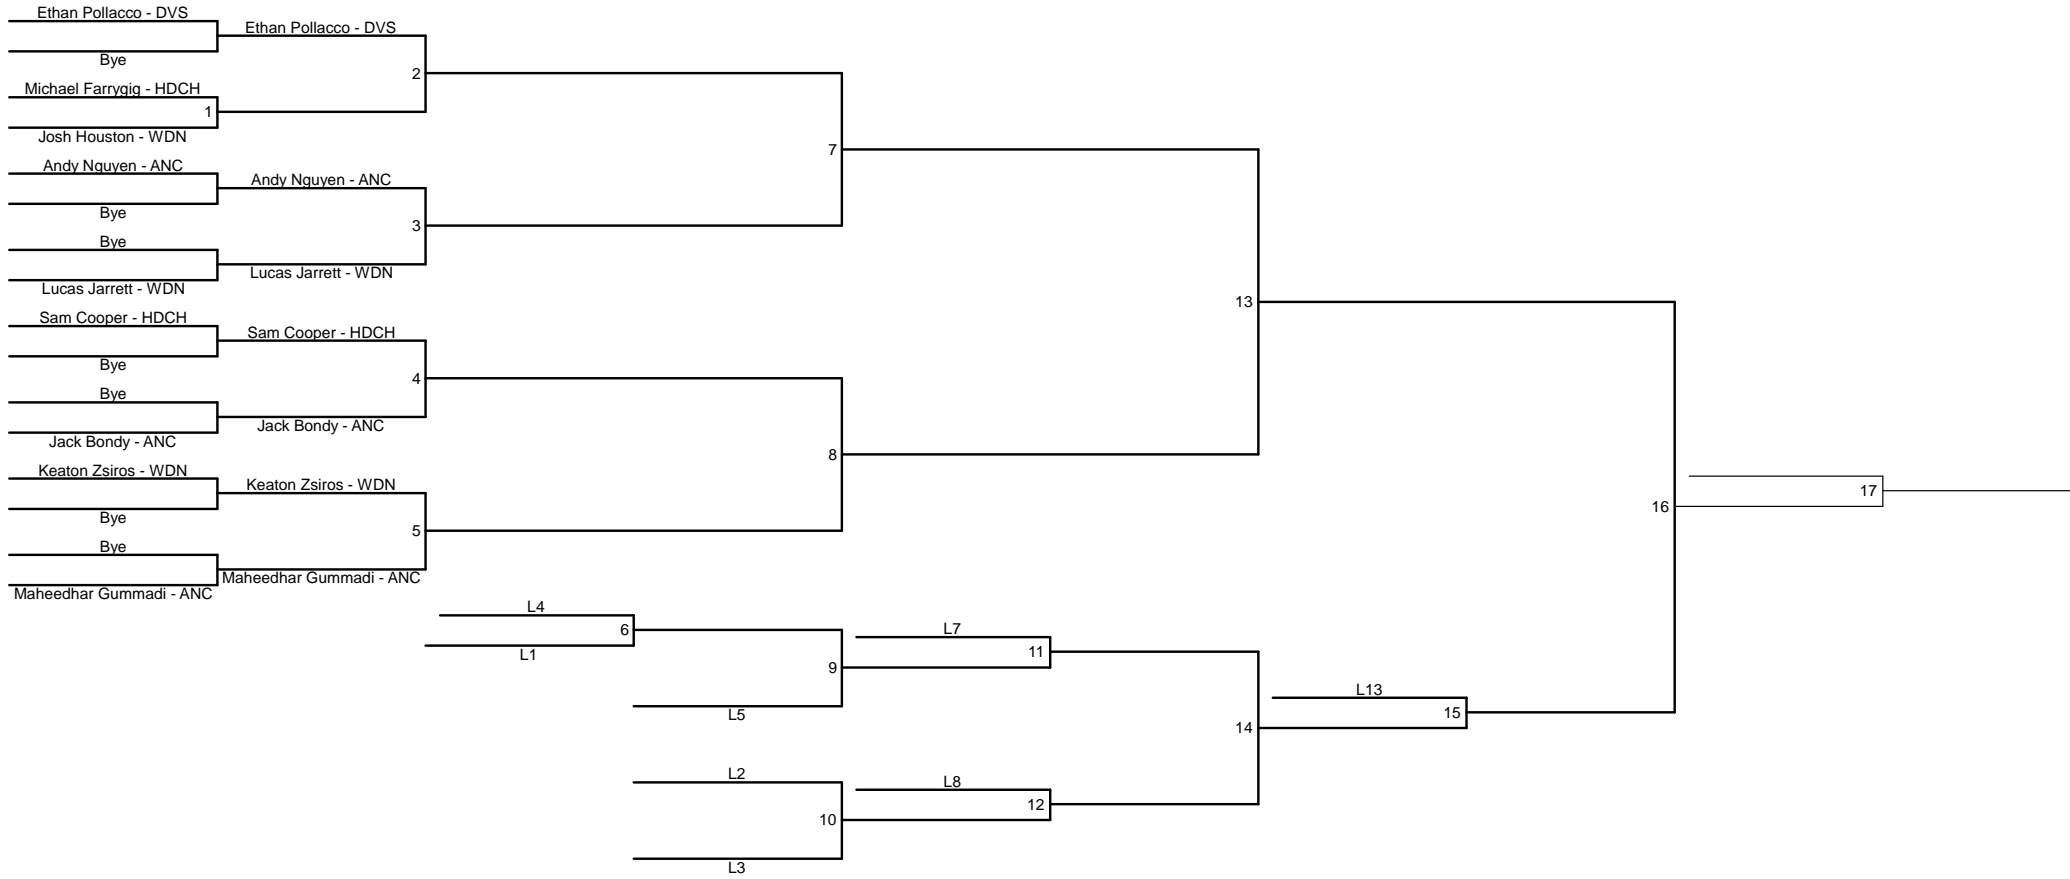 Ethan Pollacco - DVS
Ethan Pollacco - DVS
Bye
2
Michael Farrygig - HDCH
1
Josh Houston - WDN
7
Andy Nguyen - ANC
Andy Nguyen - ANC
Bye
3
Bye
Lucas Jarrett - WDN
Lucas Jarrett - WDN
13
Sam Cooper - HDCH
Sam Cooper - HDCH
Bye
4
Bye
Jack Bondy - ANC
Jack Bondy - ANC
8
Keaton Zsiros - WDN
Keaton Zsiros - WDN
17
16
Bye
5
Bye
Maheedhar Gummadi - ANC
Maheedhar Gummadi - ANC
L4
6
L7
L1
11
9
L13
L5
15
14
L2
L8
12
10
L3